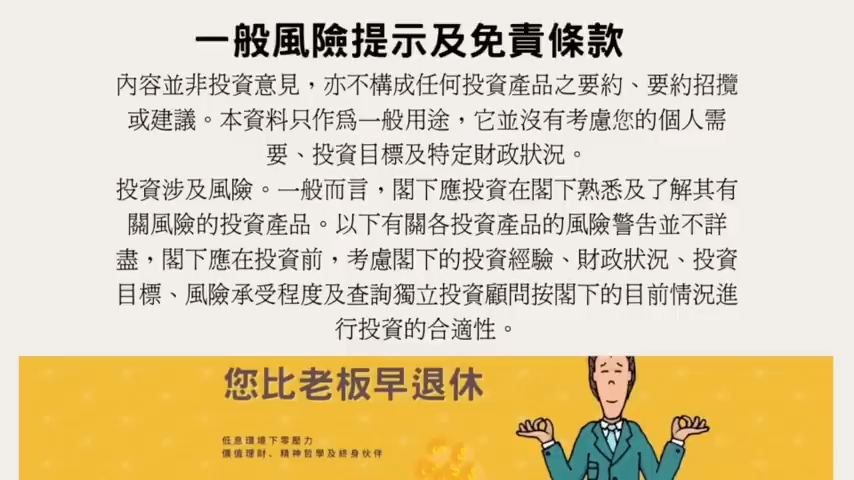 一般風險提示及免責條款
內容並非投資意見，亦不構成任何投資產品之要約、要約招攬
或建議。本資料只作爲一般用途，它並沒有考慮您的個人需
要、投資目標及特定財政狀況。
投資涉及風險。一般而言，閣下應投資在閣下熟悉及了解其有
關風險的投資產品。以下有關各投資產品的風險警告並不詳
盡，閣下應在投資前，考慮閣下的投資經驗、財政狀況、投資
目標、風險承受程度及查詢獨立投資顧問按閣下的目前情況進
行投資的合適性。
您比老板早退休
低息環境下零壓力
價值理財、精神哲學及終身伙伴